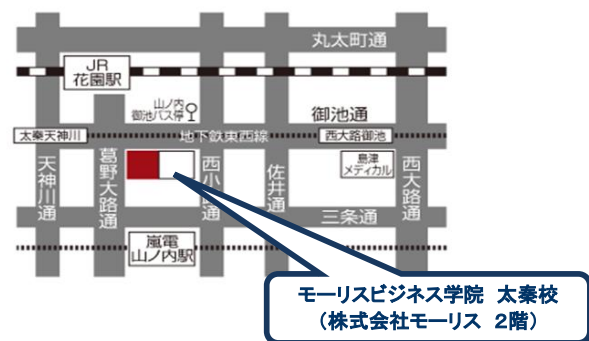 丸太町通
JR
花園駅
山ノ内
御池バス停
御池通
太秦天神川
地下鉄東西線
西大路御池
島津
メディカル
天神川通
葛野大路通
西小路通
佐井通
西大路通
三条通
嵐電
山ノ内駅
モーリスビジネス学院 太秦校
(株式会社モーリス 2階)